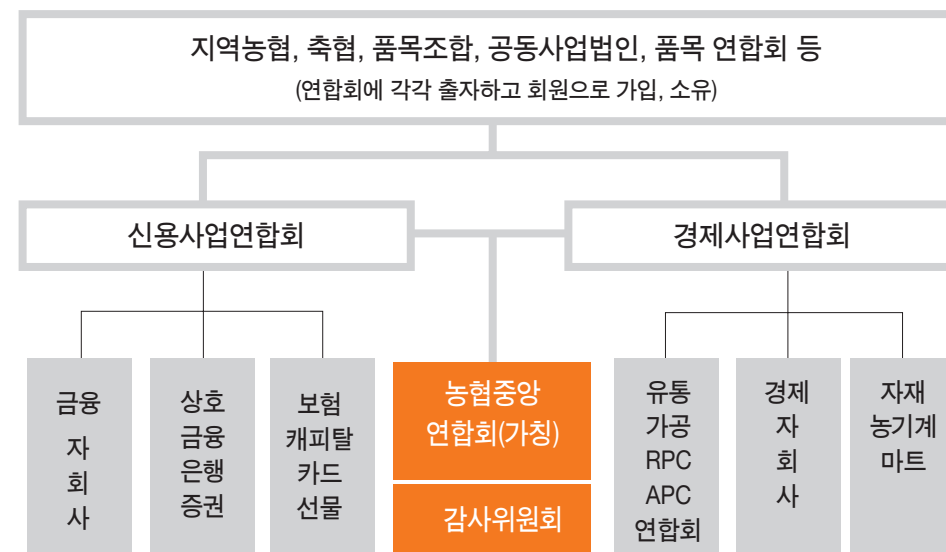 지역농협, 축협, 품목조합, 공동사업법인, 품목 연합회 등
(연합회에 각각 출자하고 회원으로 가입, 소유)
신용사업연합회
경제사업연합회
금융
자
회
사
상호
금융
은행
증권
보험
캐피탈
카드
선물
농협중앙
연합회(가칭)
감사위원회
유통
가공
RPC
APC
연합회
경제
자
회
사
자재
농기계
마트